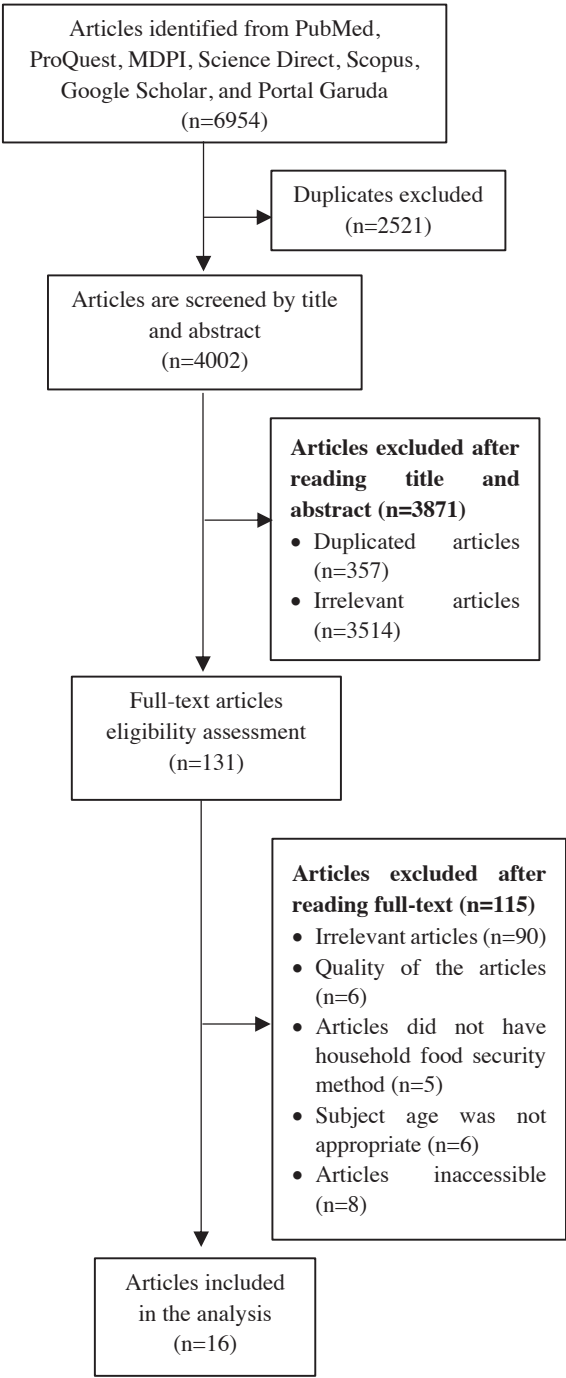 Articles identified from PubMed,
ProQuest, MDPI, Science Direct, Scopus,
Google Scholar, and Portal Garuda
(n=6954)
Duplicates excluded
(n=2521)
Articles are screened by title
and abstract
(n=4002)
Articles excluded after
reading title and
abstract (n=3871)
• Duplicated articles
(n=357)
• Irrelevant articles
(n=3514)
Full-text articles
eligibility assessment
(n=131)
Articles excluded after
reading full-text (n=115)
• Irrelevant articles (n=90)
• Quality of the articles
(n=6)
• Articles did not have
household food security
method (n=5)
• Subject age was not
appropriate (n=6)
• Articles inaccessible
(n=8)
Articles included
in the analysis
(n=16)